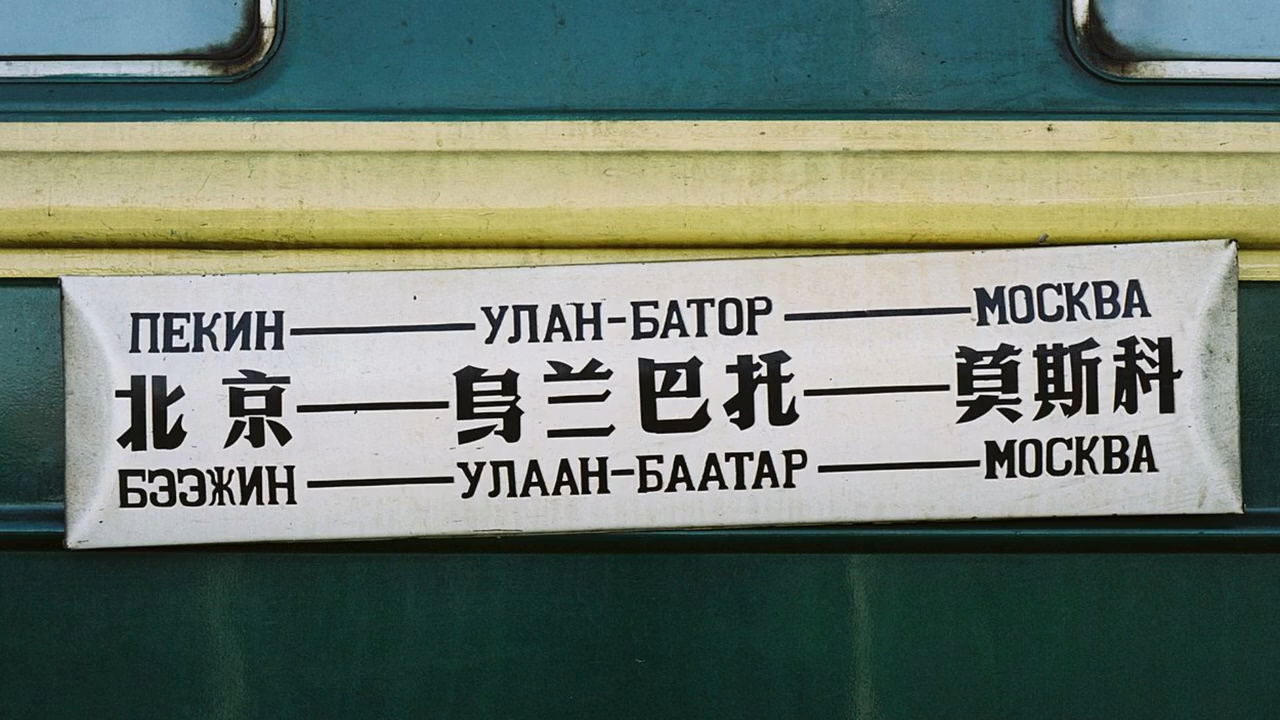 ПЕКИН — УЛАН-БАТОР — МОСКВА
北京 — 乌兰巴托 — 莫斯科
БЭЭЖИН — УЛААН-БААТАР — МОСКВА